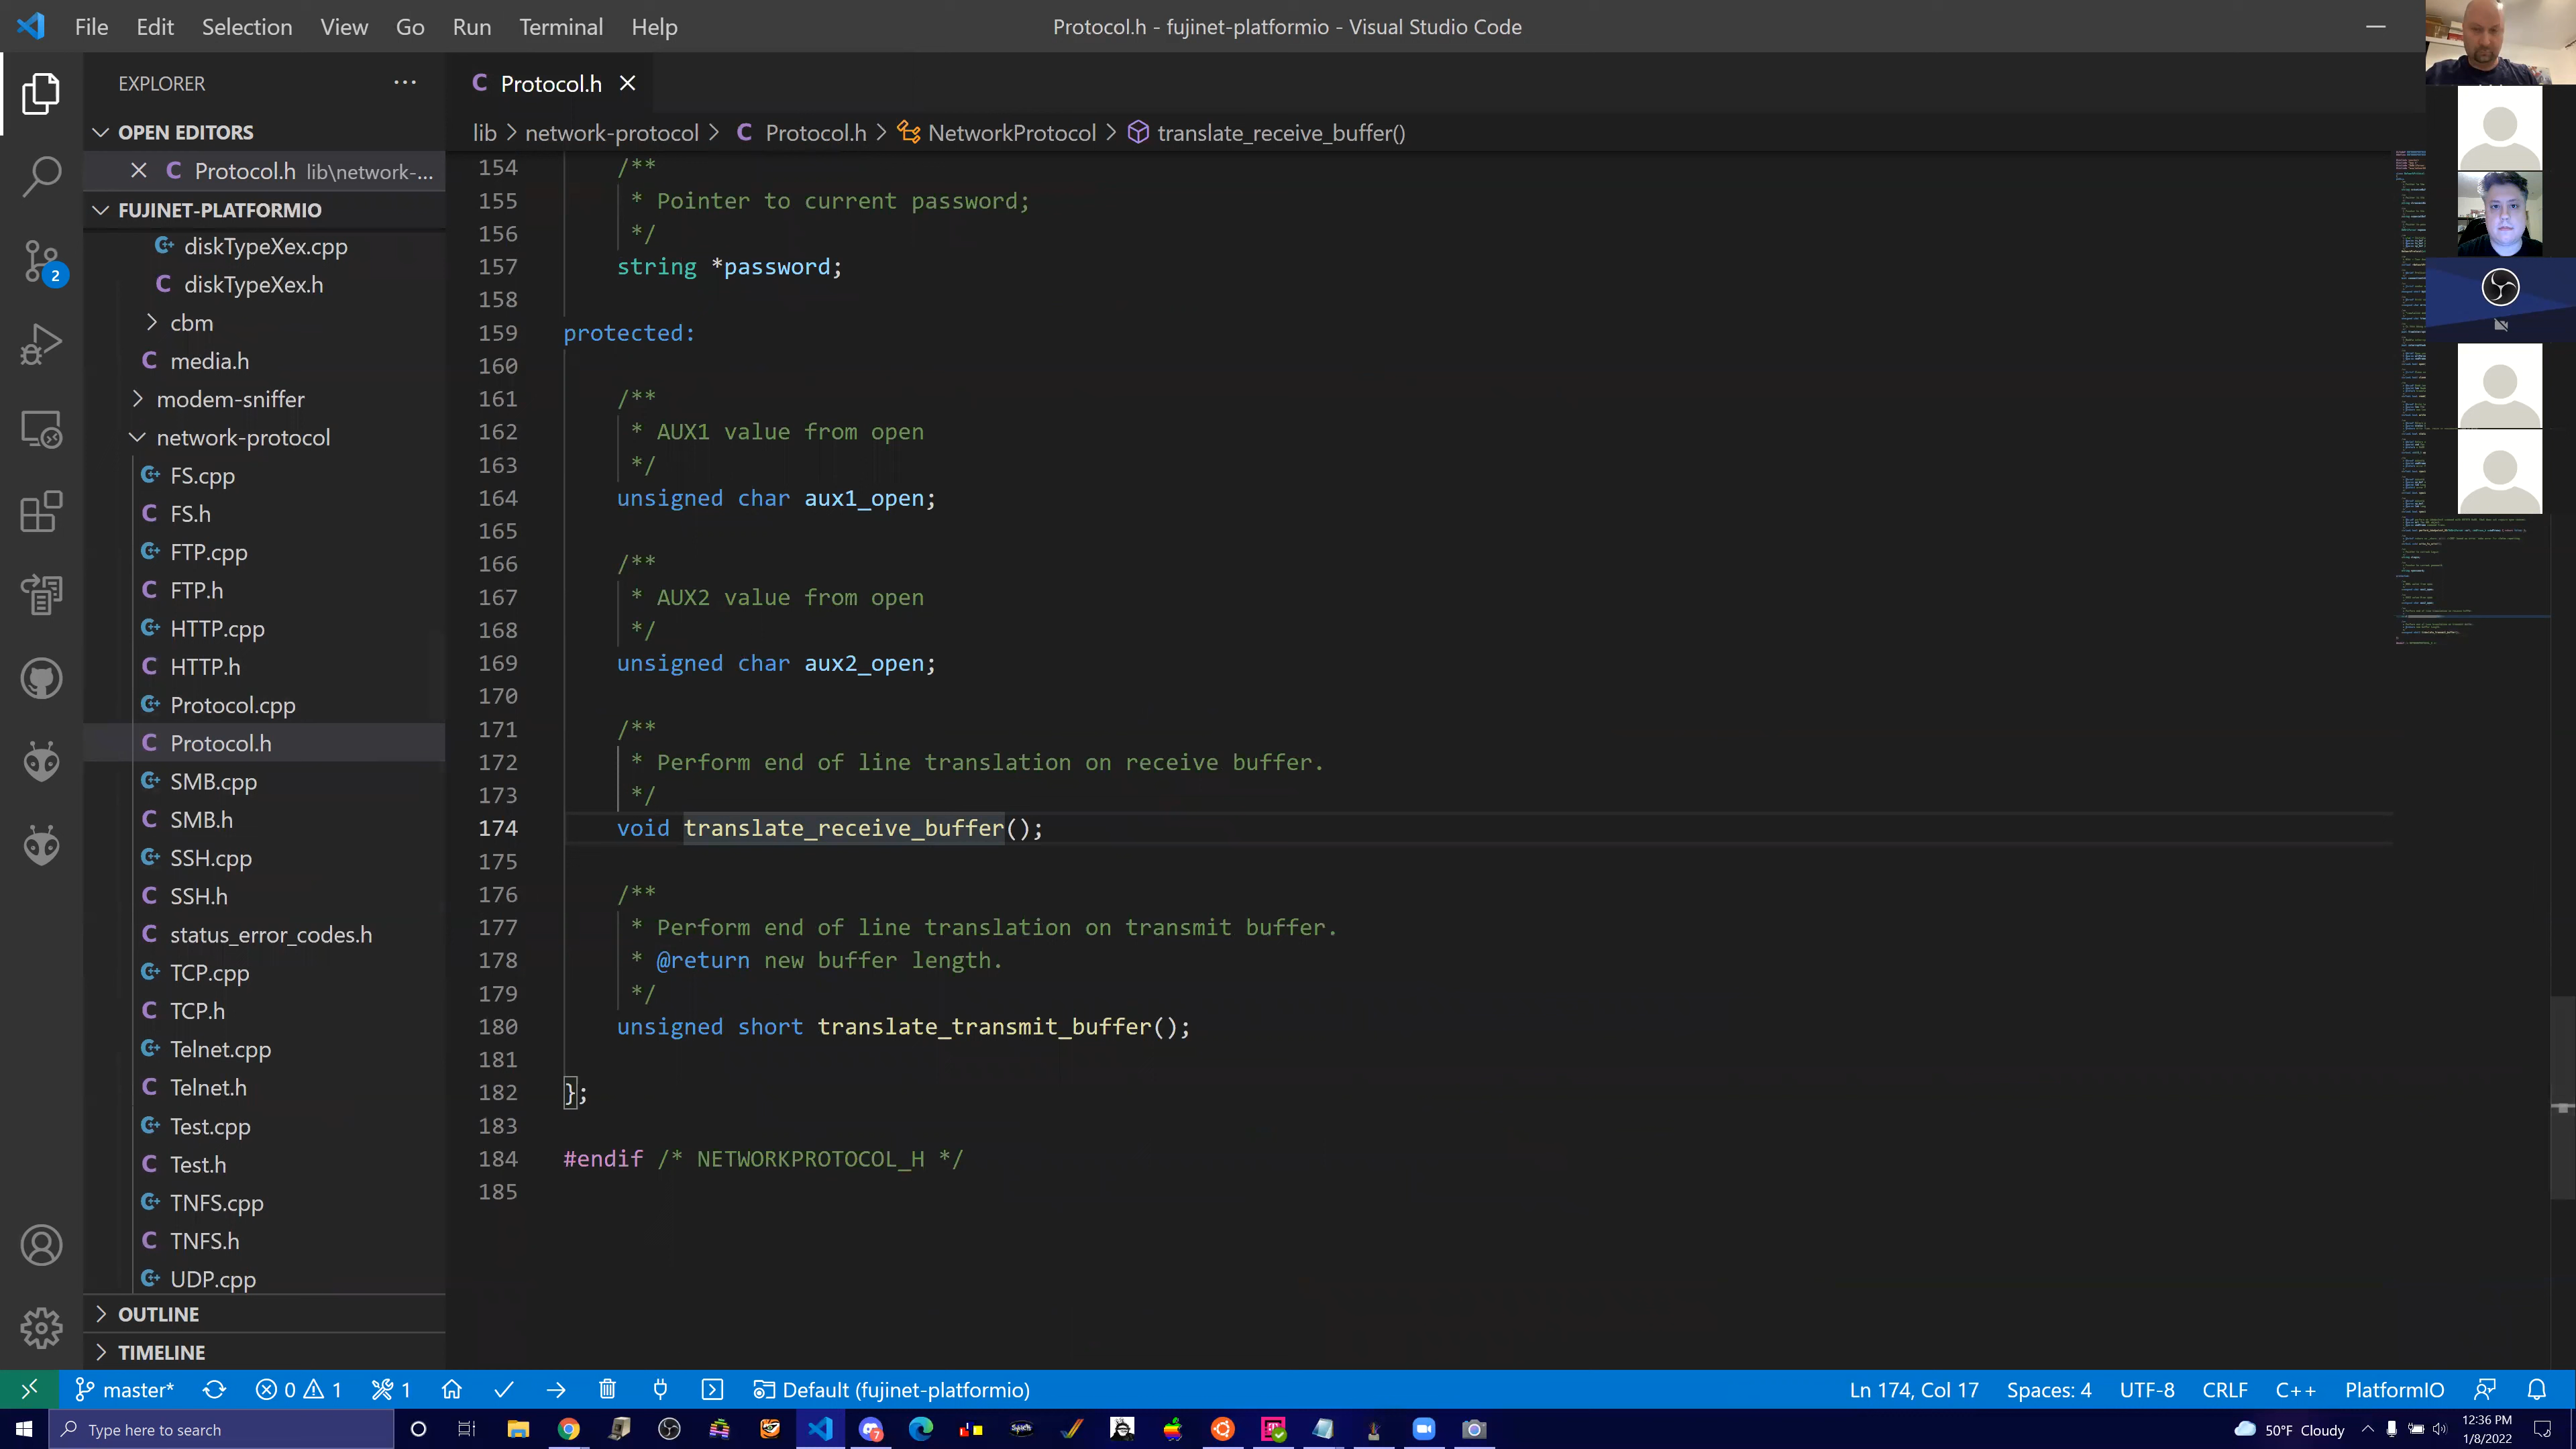 File Edit Selection View Go Run Terminal Help
Protocol.h - fujinet-platformio - Visual Studio Code
EXPLORER
OPEN EDITORS
Protocol.h lib\network-...
FUJINET-PLATFORMIO
diskTypeXex.cpp
diskTypeXex.h
cbm
media.h
modem-sniffer
network-protocol
FS.cpp
FS.h
FTP.cpp
FTP.h
HTTP.cpp
HTTP.h
Protocol.cpp
Protocol.h
SMB.cpp
SMB.h
SSH.cpp
SSH.h
status_error_codes.h
TCP.cpp
TCP.h
Telnet.cpp
Telnet.h
Test.cpp
Test.h
TNFS.cpp
TNFS.h
UDP.cpp
OUTLINE
TIMELINE
2
Protocol.h
lib > network-protocol > C Protocol.h > NetworkProtocol > translate_receive_buffer()
154 /**
155 * Pointer to current password;
156 */
157 string *password;
158
159 protected:
160
161 /**
162 * AUX1 value from open
163 */
164 unsigned char aux1_open;
165
166 /**
167 * AUX2 value from open
168 */
169 unsigned char aux2_open;
170
171 /**
172 * Perform end of line translation on receive buffer.
173 */
174 void translate_receive_buffer();
175
176 /**
177 * Perform end of line translation on transmit buffer.
178 * @return new buffer length.
179 */
180 unsigned short translate_transmit_buffer();
181
182 };
183
184 #endif /* NETWORKPROTOCOL_H */
185
master* 0 1 1 Default (fujinet-platformio) Ln 174, Col 17 Spaces: 4 UTF-8 CRLF C++ PlatformIO
Type here to search
50°F Cloudy
12:36 PM
1/8/2022